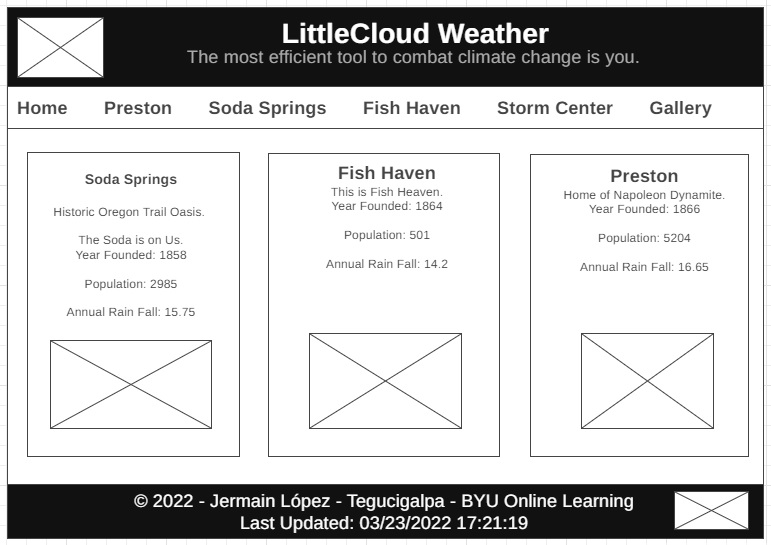 LittleCloud Weather
The most efficient tool to combat climate change is you.
Home Preston Soda Springs Fish Haven Storm Center Gallery
Soda Springs
Historic Oregon Trail Oasis.
The Soda is on Us.
Year Founded: 1858
Population: 2985
Annual Rain Fall: 15.75
Fish Haven
This is Fish Heaven.
Year Founded: 1864
Population: 501
Annual Rain Fall: 14.2
Preston
Home of Napoleon Dynamite.
Year Founded: 1866
Population: 5204
Annual Rain Fall: 16.65
© 2022 - Jermain López - Tegucigalpa - BYU Online Learning
Last Updated: 03/23/2022 17:21:19